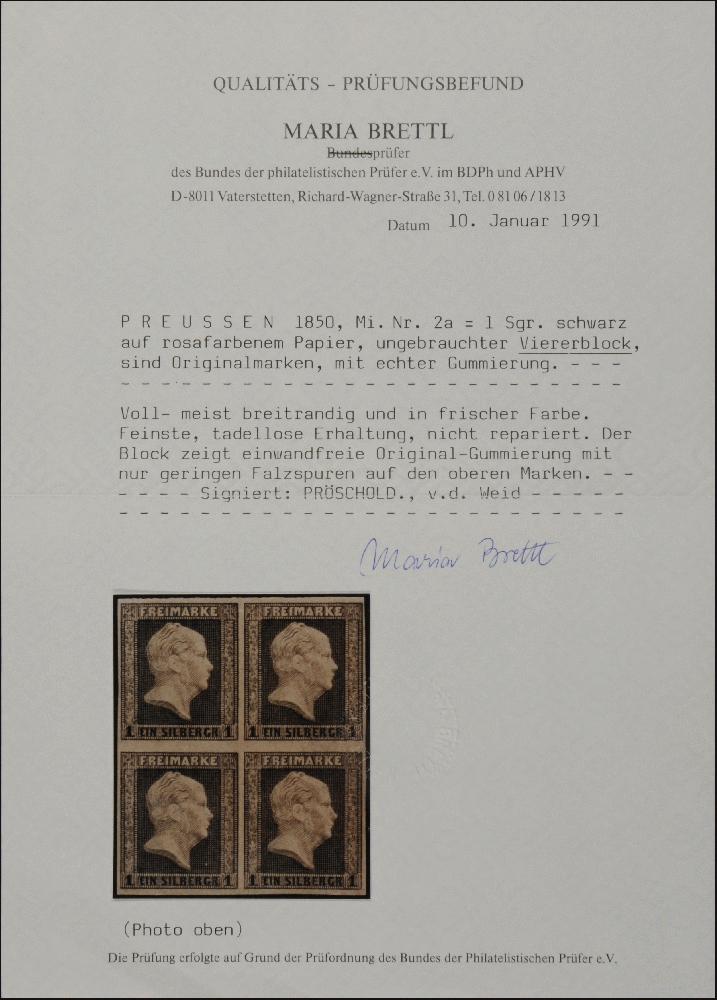 QUALITÄTS – PRÜFUNGSBEFUND
MARIA BRETTL
Bundesprüfer
des Bundes der philatelistischen Prüfer e.V. im BDPh und APHV
D-8011 Vaterstetten, Richard-Wagner-Straße 31, Tel. 0 81 06 / 18 13
Datum 10. Januar 1991
P R E U S S E N 1850, Mi. Nr. 2a = 1 Sgr. schwarz
auf rosafarbenem Papier, ungebrauchter Viererblock,
sind Originalmarken, mit echter Gummierung. - - -
- - - - - - - - - - - - - - - - - - - - - - - - -
Voll- meist breitrandig und in frischer Farbe.
Feinste, tadellose Erhaltung, nicht repariert. Der
Block zeigt einwandfreie Original-Gummierung mit
nur geringen Falzspuren auf den oberen Marken. - -
- - - - Signiert: PRÖSCHOLD., v.d. Weid - - - - -
- - - - - - - - - - - - - - - - - - - - - - - - -
Maria Brettl
FREIMARKE FREIMARKE
1 EIN SILBERGR 1 1 EIN SILBERGR 1
FREIMARKE FREIMARKE
1 EIN SILBERGR 1 1 EIN SILBERGR 1
(Photo oben)
Die Prüfung erfolgte auf Grund der Prüfordnung des Bundes der Philatelistischen Prüfer e.V.